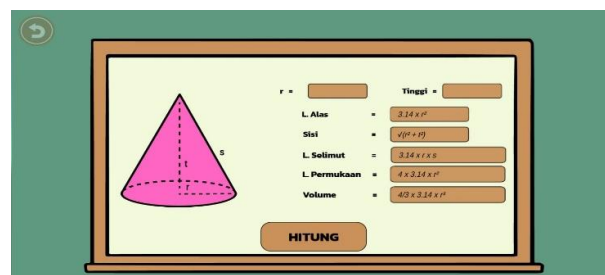 r =
Tinggi =
L. Alas = 3.14 x r²
Sisi = √(r² + t²)
s
L. Selimut = 3.14 x r x s
t
L. Permukaan = 4 x 3.14 x r²
r
Volume = 4/3 x 3.14 x r³
HITUNG